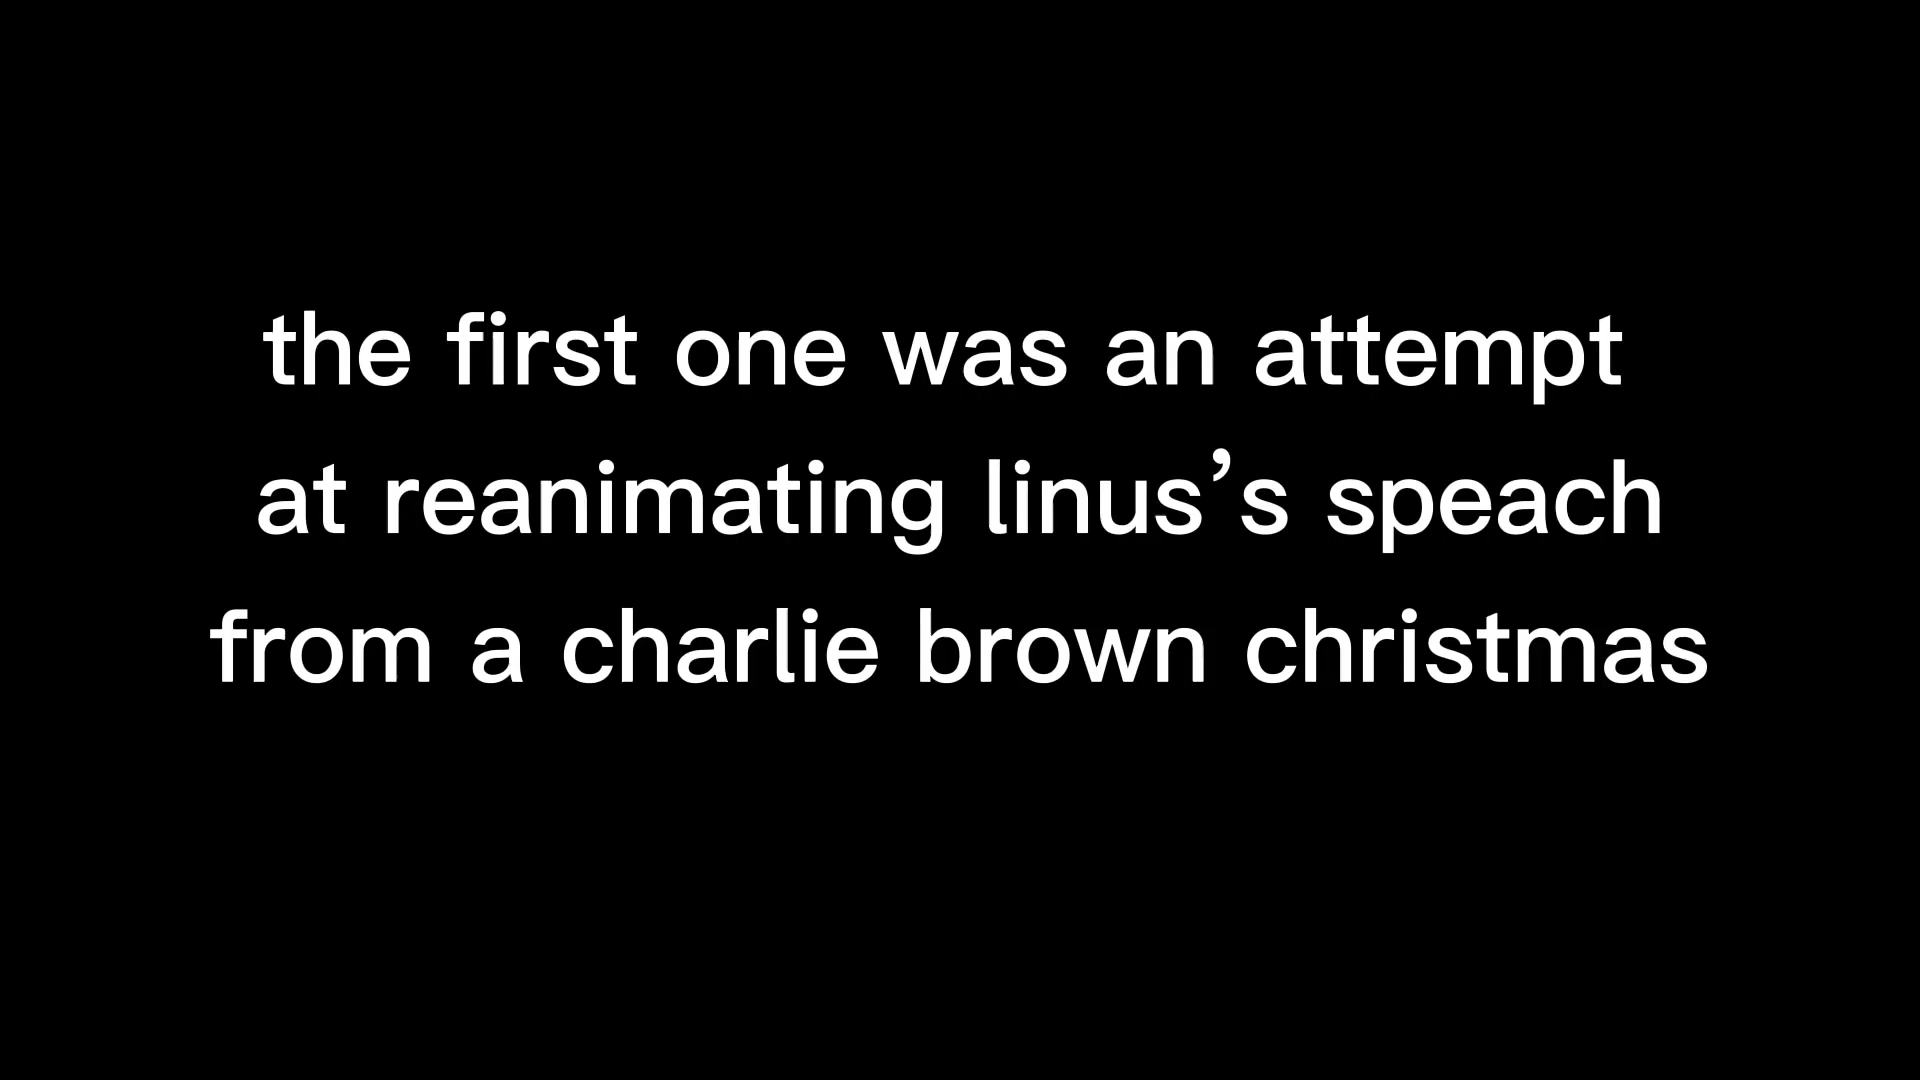 the first one was an attempt
at reanimating linus’s speach
from a charlie brown christmas